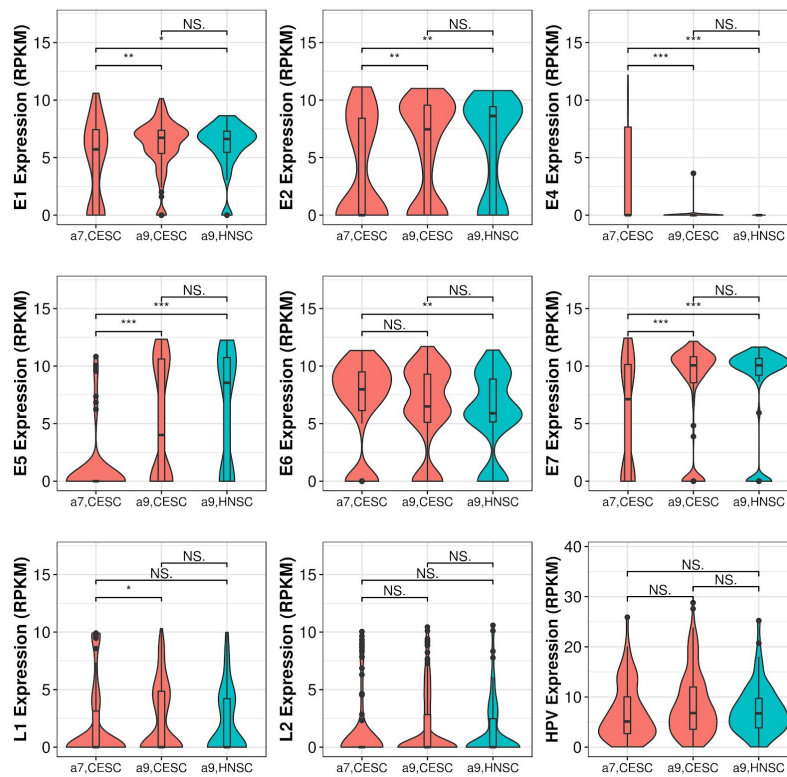 NS.
*
**
15
10
5
0
E1 Expression (RPKM)
a7,CESC a9,CESC a9,HNSC
NS.
**
**
15
10
5
0
E2 Expression (RPKM)
a7,CESC a9,CESC a9,HNSC
NS.
***
***
15
10
5
0
E4 Expression (RPKM)
a7,CESC a9,CESC a9,HNSC
NS.
***
***
15
10
5
0
E5 Expression (RPKM)
a7,CESC a9,CESC a9,HNSC
NS.
**
NS.
15
10
5
0
E6 Expression (RPKM)
a7,CESC a9,CESC a9,HNSC
NS.
***
***
15
10
5
0
E7 Expression (RPKM)
a7,CESC a9,CESC a9,HNSC
NS.
NS.
*
15
10
5
0
L1 Expression (RPKM)
a7,CESC a9,CESC a9,HNSC
NS.
NS.
NS.
15
10
5
0
L2 Expression (RPKM)
a7,CESC a9,CESC a9,HNSC
NS.
NS.
NS.
40
30
20
10
0
HPV Expression (RPKM)
a7,CESC a9,CESC a9,HNSC